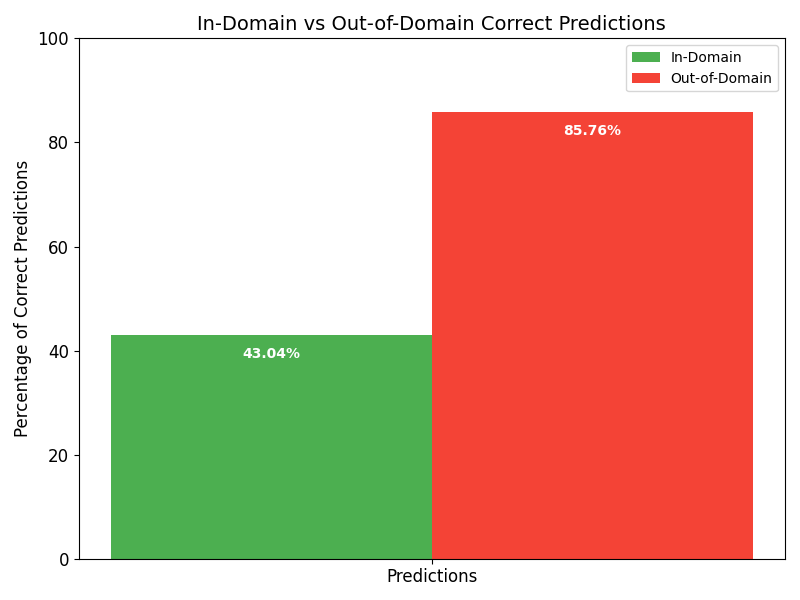 In-Domain vs Out-of-Domain Correct Predictions
100
80
60
40
20
0
Percentage of Correct Predictions
In-Domain
Out-of-Domain
85.76%
43.04%
Predictions